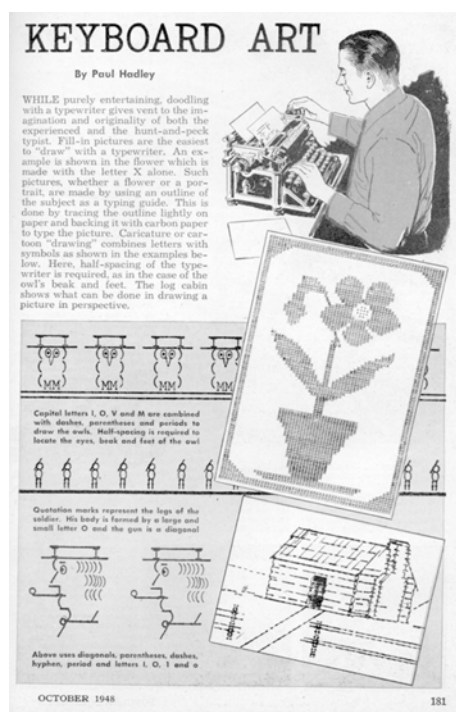 KEYBOARD ART
By Paul Hadley
WHILE purely entertaining, doodling
with a typewriter gives vent to the im-
agination and originality of both the
experienced and the hunt-and-peck
typist. Fill-in pictures are the easiest
to "draw" with a typewriter. An ex-
ample is shown in the flower which is
made with the letter X alone. Such
pictures, whether a flower or a por-
trait, are made by using an outline of
the subject as a typing guide. This is
done by tracing the outline lightly on
paper and backing it with carbon paper
to type the picture. Caricature or car-
toon "drawing" combines letters with
symbols as shown in the examples be-
low. Here, half-spacing of the type-
writer is required, as in the case of the
owl's beak and feet. The log cabin
shows what can be done in drawing a
picture in perspective.
Capital letters I, O, V and M are combined
with dashes, parentheses and periods to
draw the owls. Half-spacing is required to
locate the eyes, beak and feet of the owl
Quotation marks represent the legs of the
soldier. His body is formed by a large and
small letter O and the gun is a diagonal
Above uses diagonals, parentheses, dashes,
hyphen, period and letters I, O, 1 and o
OCTOBER 1948
181